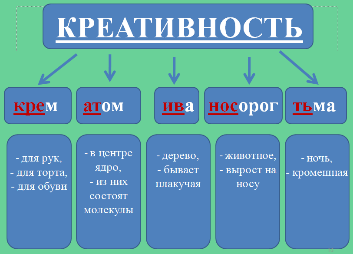 КРЕАТИВНОСТЬ
крем
атом
ива
носорог
тьма
- для рук,
- для торта,
- для обуви
- в центре
ядро,
- из них
состоят
молекулы
- дерево,
- бывает
плакучая
- животное,
- вырост на
носу
- ночь,
- кромешная